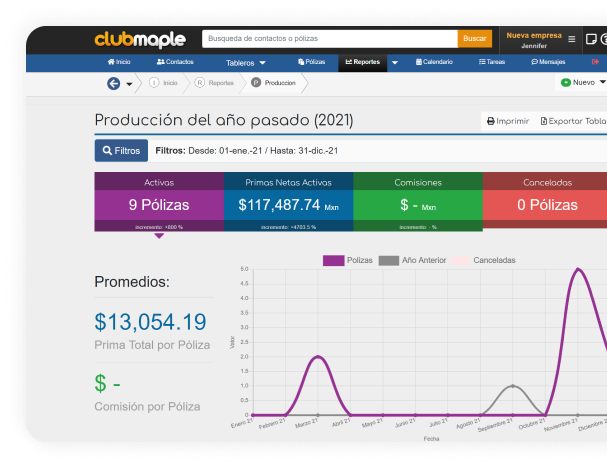 clubmaple
Busqueda de contactos o pólizas
Buscar
Nueva empresa
Jennifer
Inicio
Contactos
Tableros
Pólizas
Reportes
Calendario
Tareas
Mensajes
I Inicio
R Reportes
P Produccion
Nuevo
Producción del año pasado (2021)
Imprimir
Exportar Tabla
Filtros
Filtros: Desde: 01-ene.-21 / Hasta: 31-dic.-21
Activas
9 Pólizas
incremento: +800 %
Primas Netas Activas
$117,487.74 Mxn
incremento: +4703.5 %
Comisiones
$ - Mxn
incremento: - %
Canceladas
0 Pólizas
Promedios:
$13,054.19
Prima Total por Póliza
$ -
Comisión por Póliza
Polizas
Año Anterior
Canceladas
5.0
4.5
4.0
3.5
3.0
2.5
2.0
1.5
1.0
0.5
0
Valor
Enero 21
Febrero 21
Marzo 21
Abril 21
Mayo 21
Junio 21
Julio 21
Agosto 21
Septiembre 21
Octubre 21
Noviembre 21
Diciembre 2
Fecha